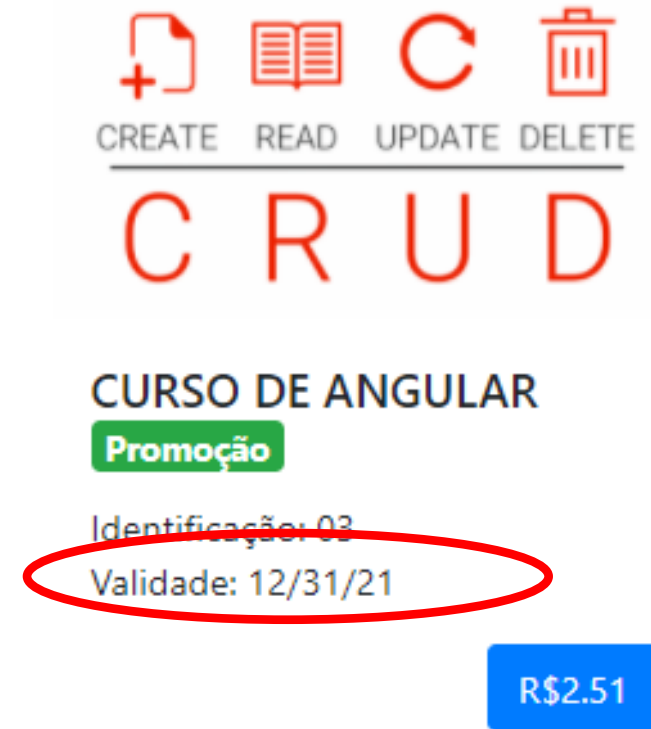 CREATE READ UPDATE DELETE
C R U D
CURSO DE ANGULAR
Promoção
Identificação: 03
Validade: 12/31/21
R$2.51